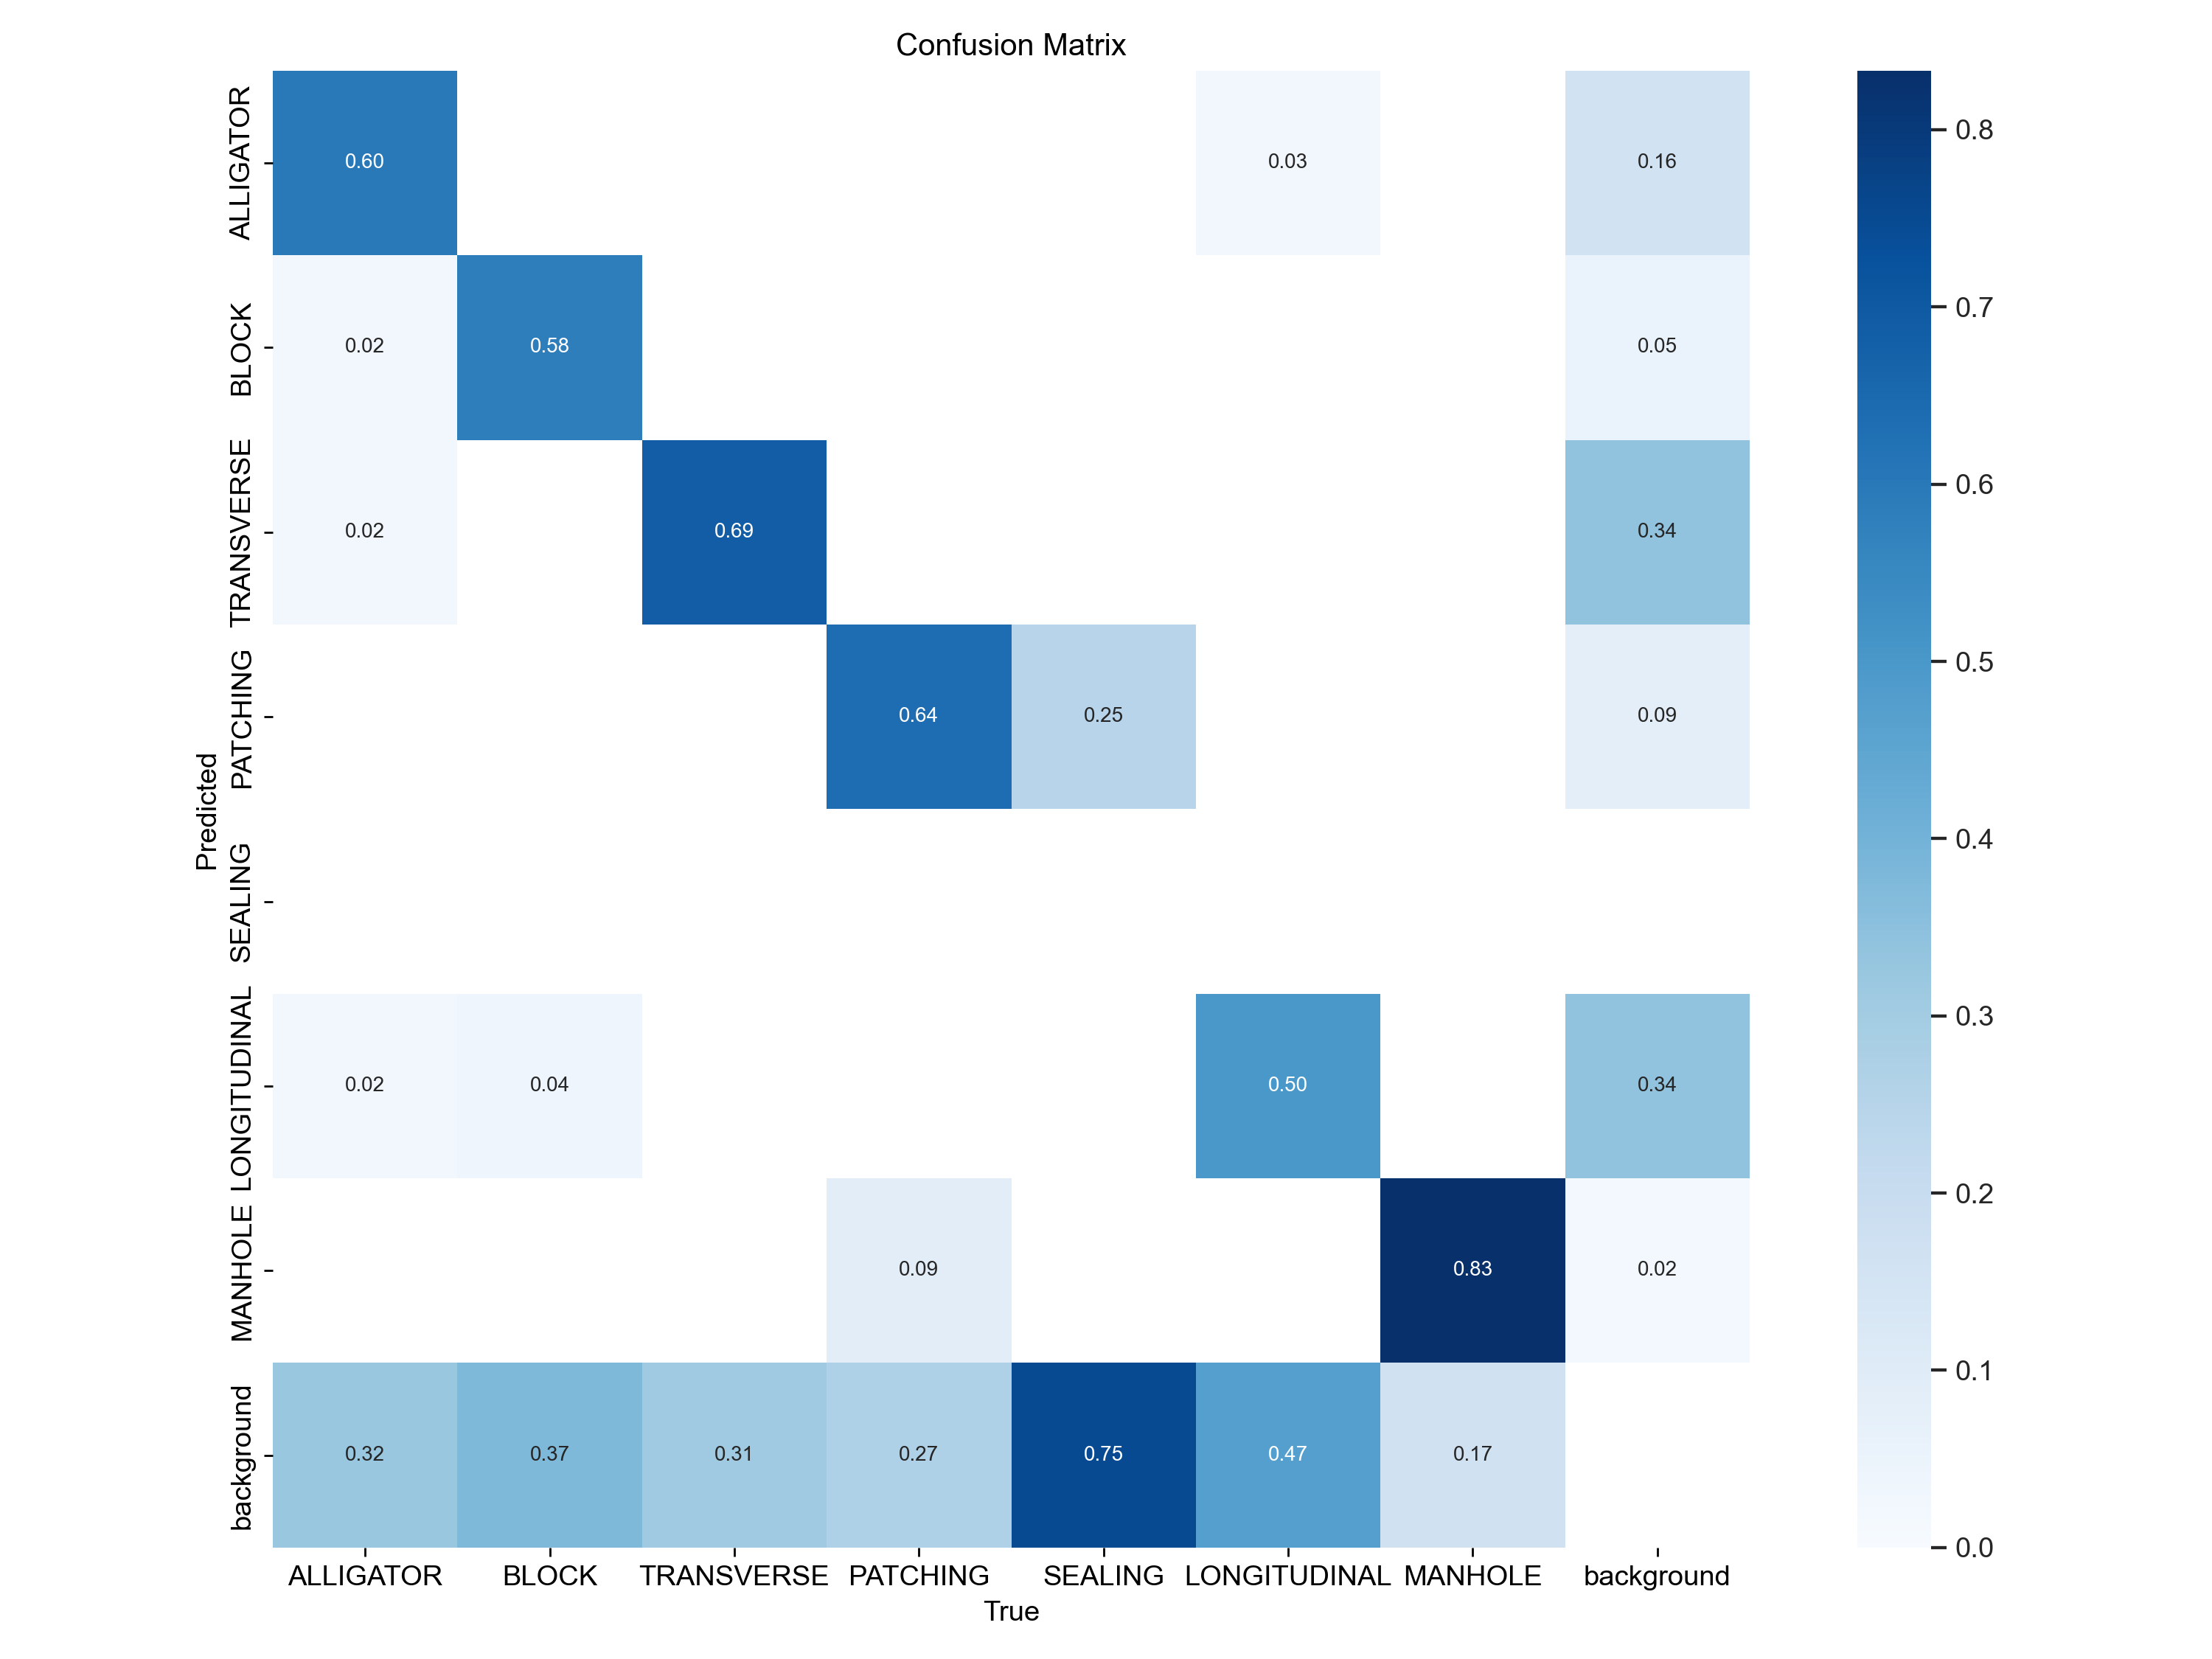 Confusion Matrix
ALLIGATOR 0.60 0.03 0.16
BLOCK 0.02 0.58 0.05
TRANSVERSE 0.02 0.69 0.34
PATCHING 0.64 0.25 0.09
SEALING
LONGITUDINAL 0.02 0.04 0.50 0.34
MANHOLE 0.09 0.83 0.02
background 0.32 0.37 0.31 0.27 0.75 0.47 0.17
Predicted
ALLIGATOR BLOCK TRANSVERSE PATCHING SEALING LONGITUDINAL MANHOLE background
True
0.8
0.7
0.6
0.5
0.4
0.3
0.2
0.1
0.0